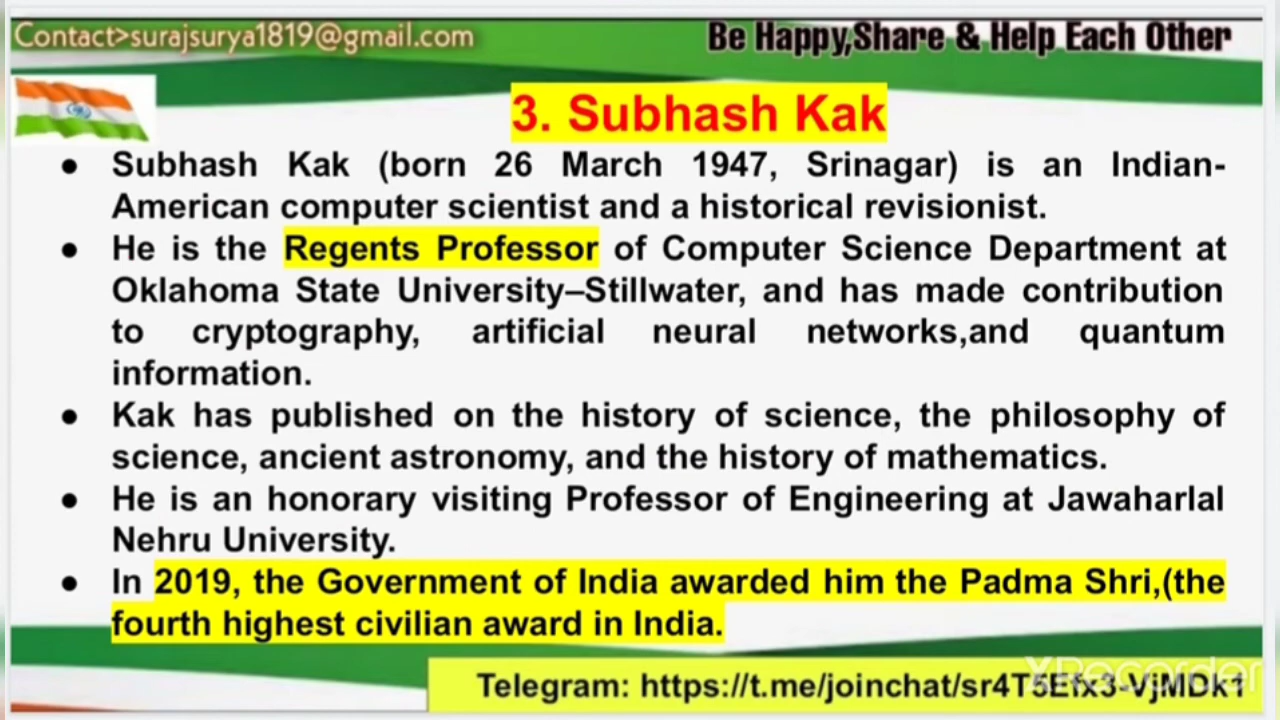 Contact>surajsurya1819@gmail.com
Be Happy,Share & Help Each Other
3. Subhash Kak
● Subhash Kak (born 26 March 1947, Srinagar) is an Indian-
American computer scientist and a historical revisionist.
● He is the Regents Professor of Computer Science Department at
Oklahoma State University–Stillwater, and has made contribution
to cryptography, artificial neural networks,and quantum
information.
● Kak has published on the history of science, the philosophy of
science, ancient astronomy, and the history of mathematics.
● He is an honorary visiting Professor of Engineering at Jawaharlal
Nehru University.
● In 2019, the Government of India awarded him the Padma Shri,(the
fourth highest civilian award in India.
XRecorder
Telegram: https://t.me/joinchat/sr4T5Efx3-VjMDk1